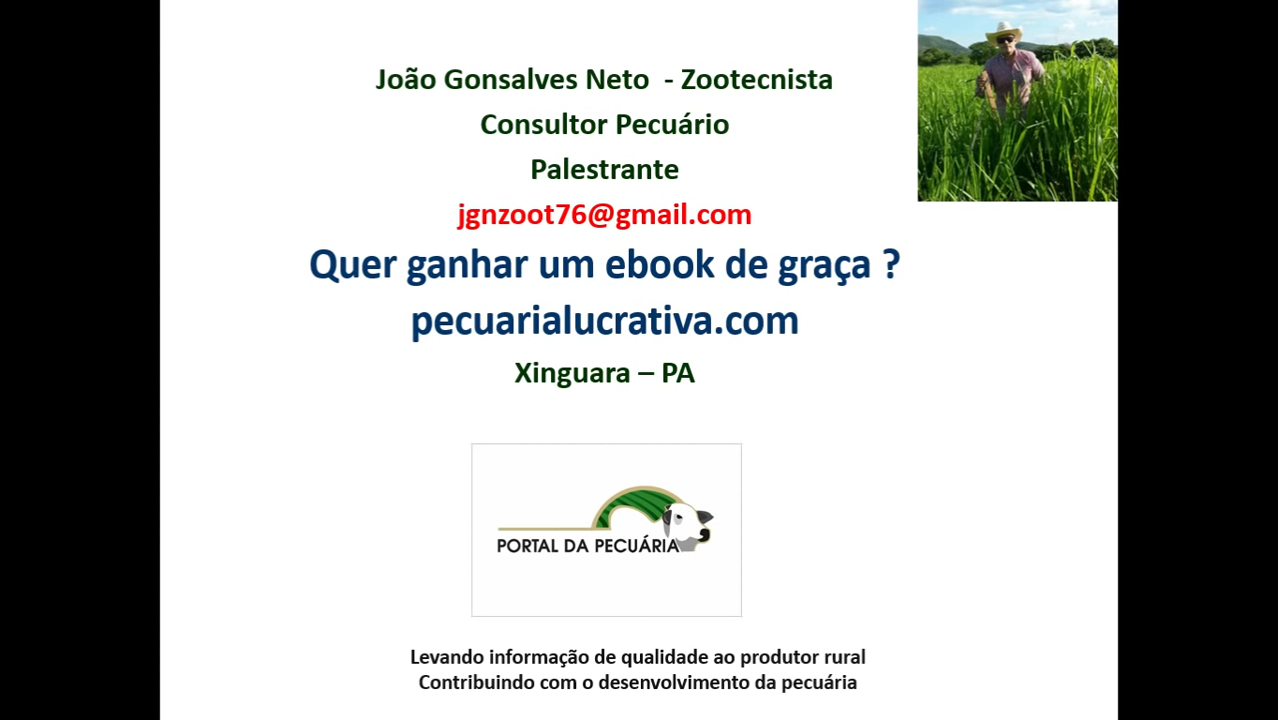 João Gonsalves Neto - Zootecnista
Consultor Pecuário
Palestrante
jgnzoot76@gmail.com
Quer ganhar um ebook de graça ?
pecuarialucrativa.com
Xinguara – PA
PORTAL DA PECUÁRIA
Levando informação de qualidade ao produtor rural
Contribuindo com o desenvolvimento da pecuária